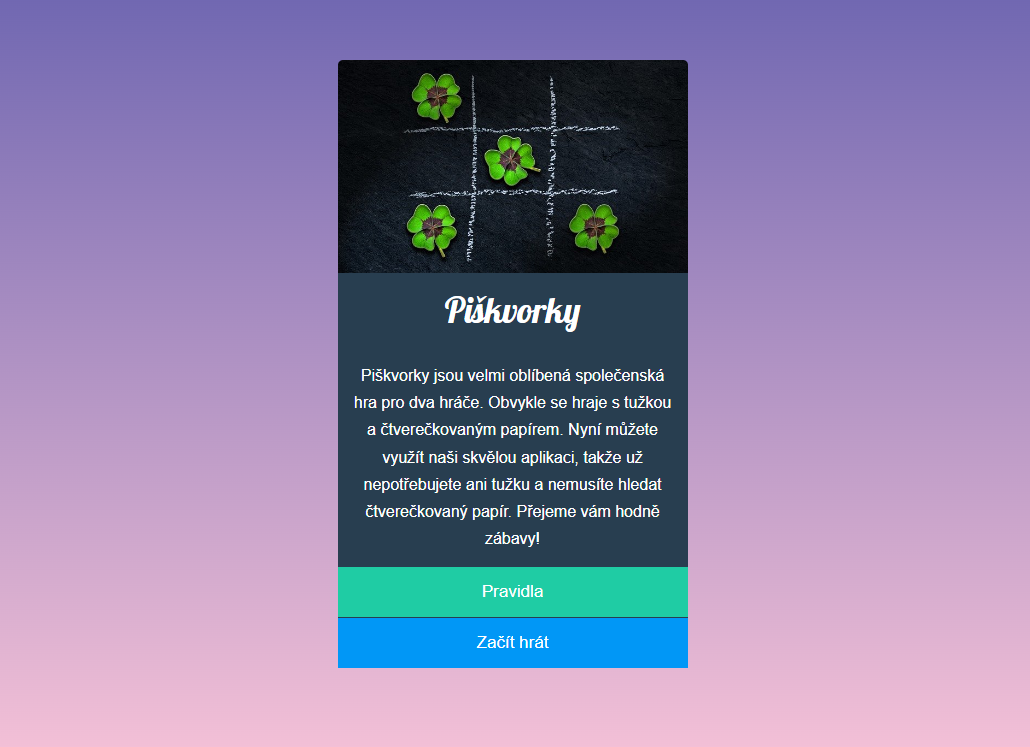 Piškvorky
Piškvorky jsou velmi oblíbená společenská
hra pro dva hráče. Obvykle se hraje s tužkou
a čtverečkovaným papírem. Nyní můžete
využít naši skvělou aplikaci, takže už
nepotřebujete ani tužku a nemusíte hledat
čtverečkovaný papír. Přejeme vám hodně
zábavy!
Pravidla
Začít hrát